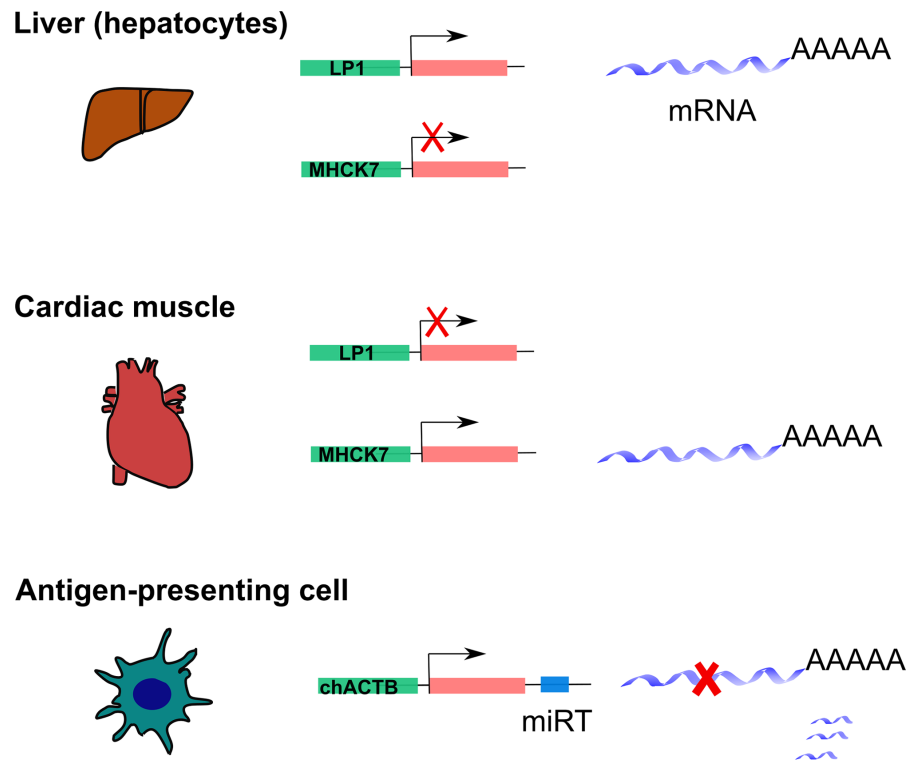 Liver (hepatocytes)
LP1
AAAAA
mRNA
MHCK7
Cardiac muscle
LP1
MHCK7
AAAAA
Antigen-presenting cell
chACTB
AAAAA
miRT